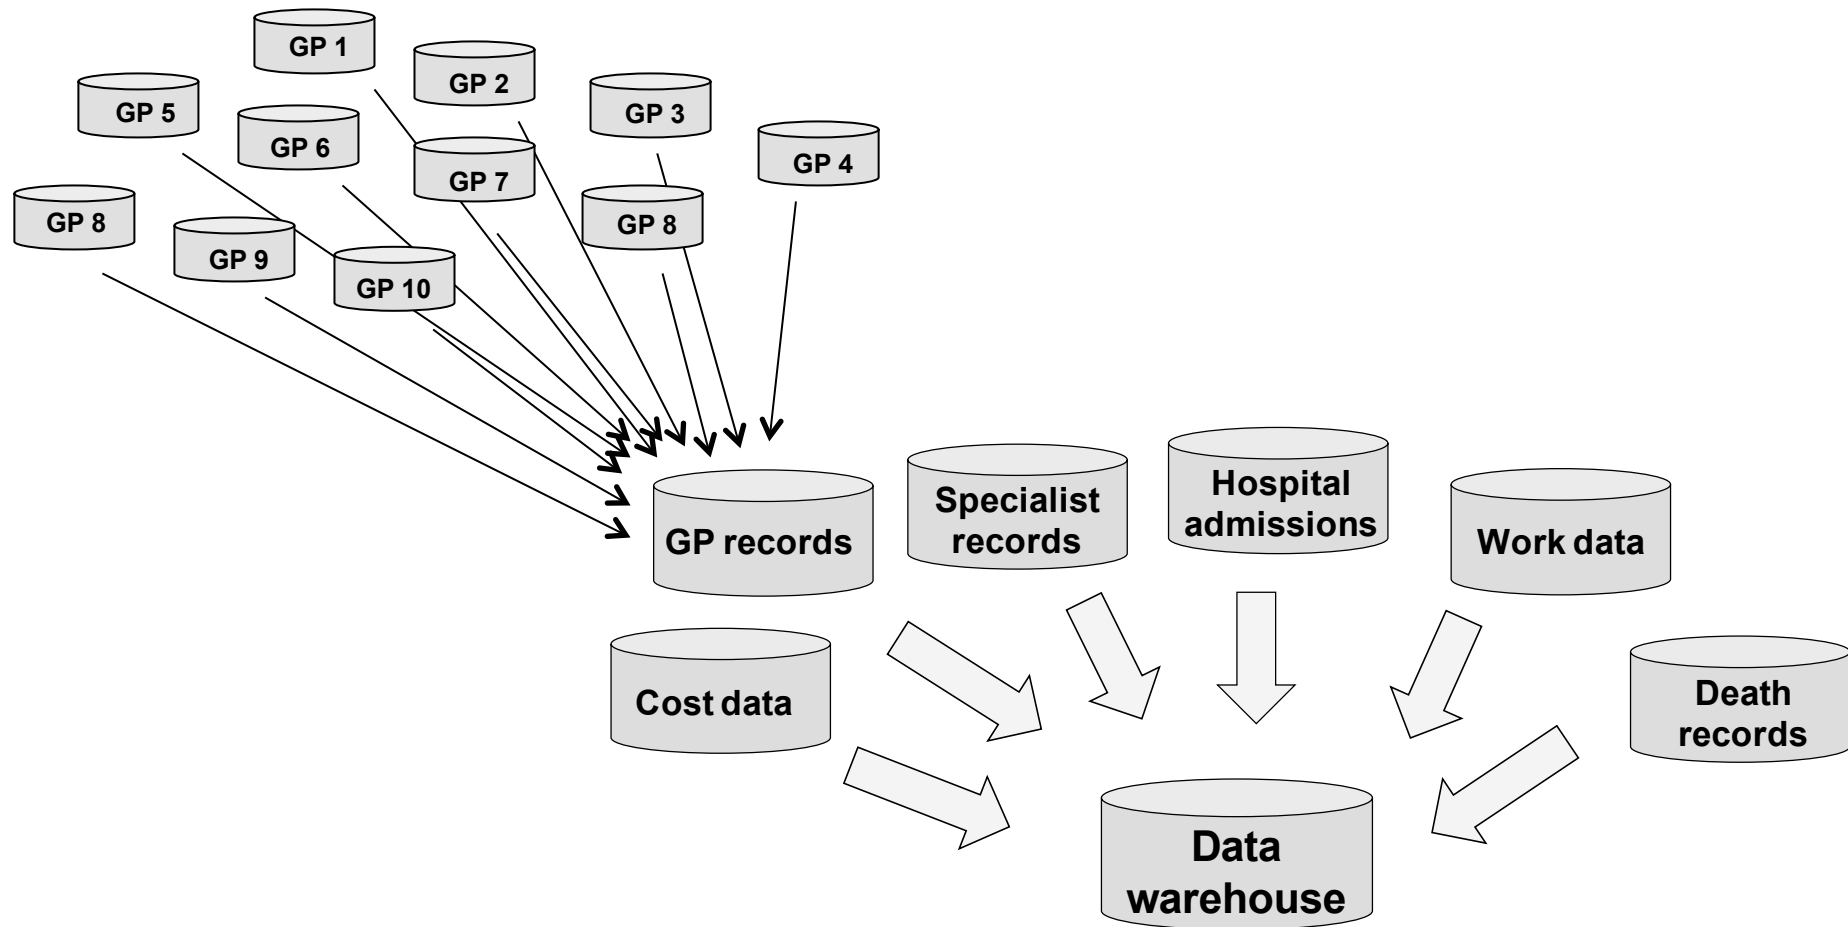 GP 1
GP 2
GP 3
GP 4
GP 5
GP 6
GP 7
GP 8
GP 8
GP 9
GP 10
GP records
Specialist
records
Hospital
admissions
Work data
Cost data
Death
records
Data
warehouse